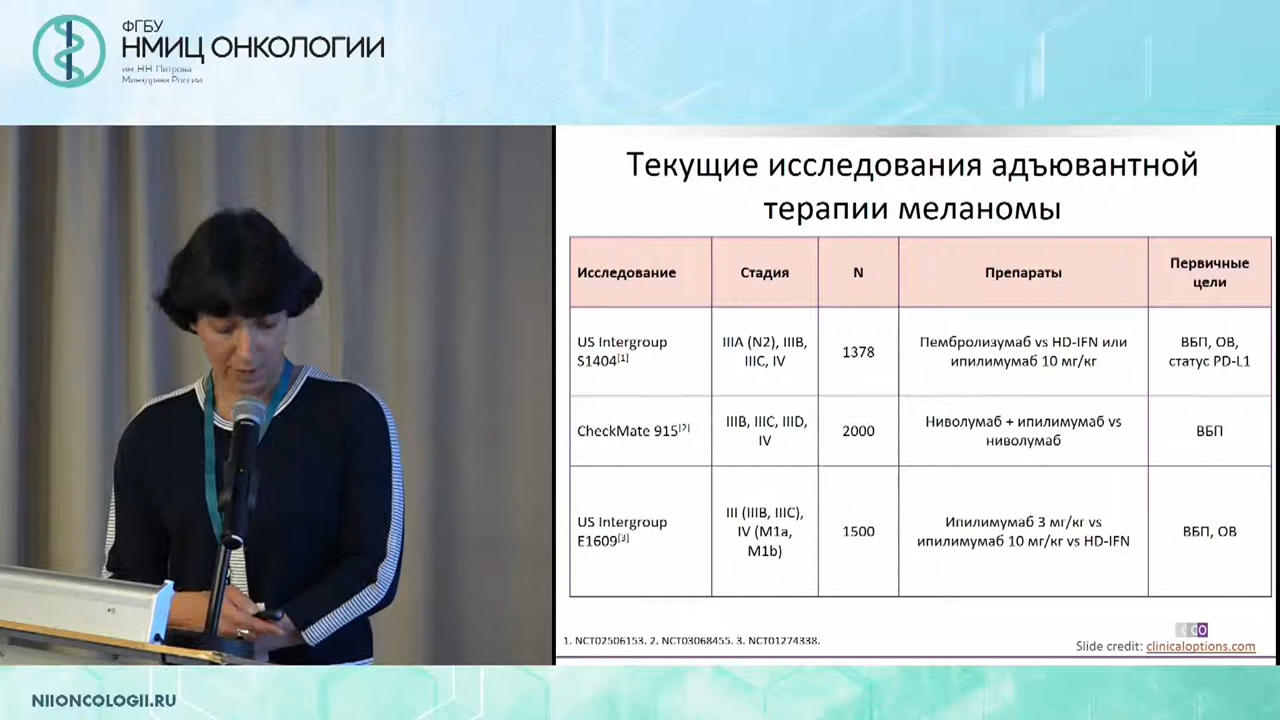 ФГБУ
НМИЦ ОНКОЛОГИИ
им. Н.Н. Петрова
Минздрава России
Текущие исследования адъювантной
терапии меланомы
Исследование
Стадия
N
Препараты
Первичные
цели
US Intergroup
S1404[1]
IIIA (N2), IIIB,
IIIC, IV
1378
Пембролизумаб vs HD-IFN или
ипилимумаб 10 мг/кг
ВБП, ОВ,
статус PD-L1
CheckMate 915[2]
IIIB, IIIC, IIID,
IV
2000
Ниволумаб + ипилимумаб vs
ниволумаб
ВБП
US Intergroup
E1609[3]
III (IIIB, IIIC),
IV (M1a,
M1b)
1500
Ипилимумаб 3 мг/кг vs
ипилимумаб 10 мг/кг vs HD-IFN
ВБП, ОВ
1. NCT02506153. 2. NCT03068455. 3. NCT01274338.
Slide credit: clinicaloptions.com
NIIONCOLOGII.RU